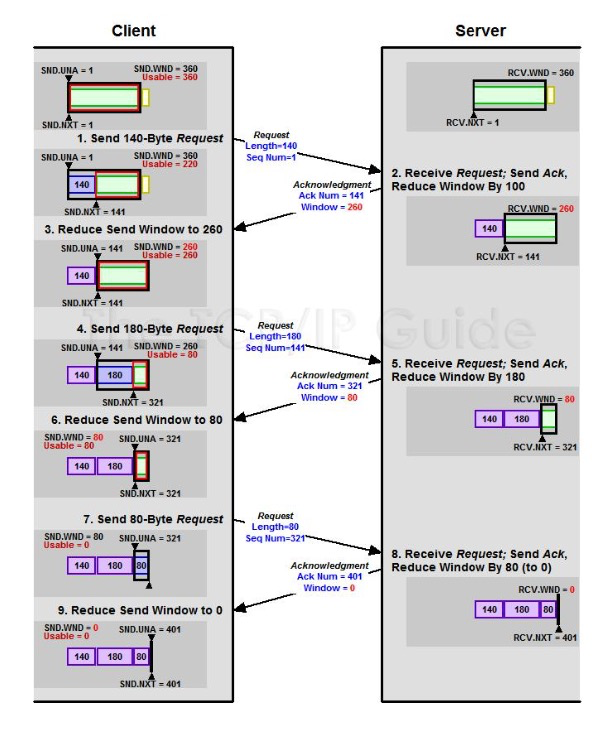 Client
Server
SND.UNA = 1
SND.WND = 360
Usable = 360
SND.NXT = 1
RCV.WND = 360
RCV.NXT = 1
1. Send 140-Byte Request
Request
Length=140
Seq Num=1
SND.UNA = 1
SND.WND = 360
Usable = 220
140
SND.NXT = 141
2. Receive Request; Send Ack,
Reduce Window By 100
Acknowledgment
Ack Num = 141
Window = 260
RCV.WND = 260
140
RCV.NXT = 141
3. Reduce Send Window to 260
SND.UNA = 141
SND.WND = 260
Usable = 260
140
SND.NXT = 141
The TCP/IP Guide
4. Send 180-Byte Request
Request
Length=180
Seq Num=141
SND.UNA = 141
SND.WND = 260
Usable = 80
140 180
SND.NXT = 321
5. Receive Request; Send Ack,
Reduce Window By 180
Acknowledgment
Ack Num = 321
Window = 80
RCV.WND = 80
140 180
RCV.NXT = 321
6. Reduce Send Window to 80
SND.WND = 80
Usable = 80
SND.UNA = 321
140 180
SND.NXT = 321
7. Send 80-Byte Request
Request
Length=80
Seq Num=321
SND.WND = 80
Usable = 0
SND.UNA = 321
140 180 80
8. Receive Request; Send Ack,
Reduce Window By 80 (to 0)
Acknowledgment
Ack Num = 401
Window = 0
RCV.WND = 0
140 180 80
RCV.NXT = 401
9. Reduce Send Window to 0
SND.WND = 0
Usable = 0
SND.UNA = 401
140 180 80
SND.NXT = 401